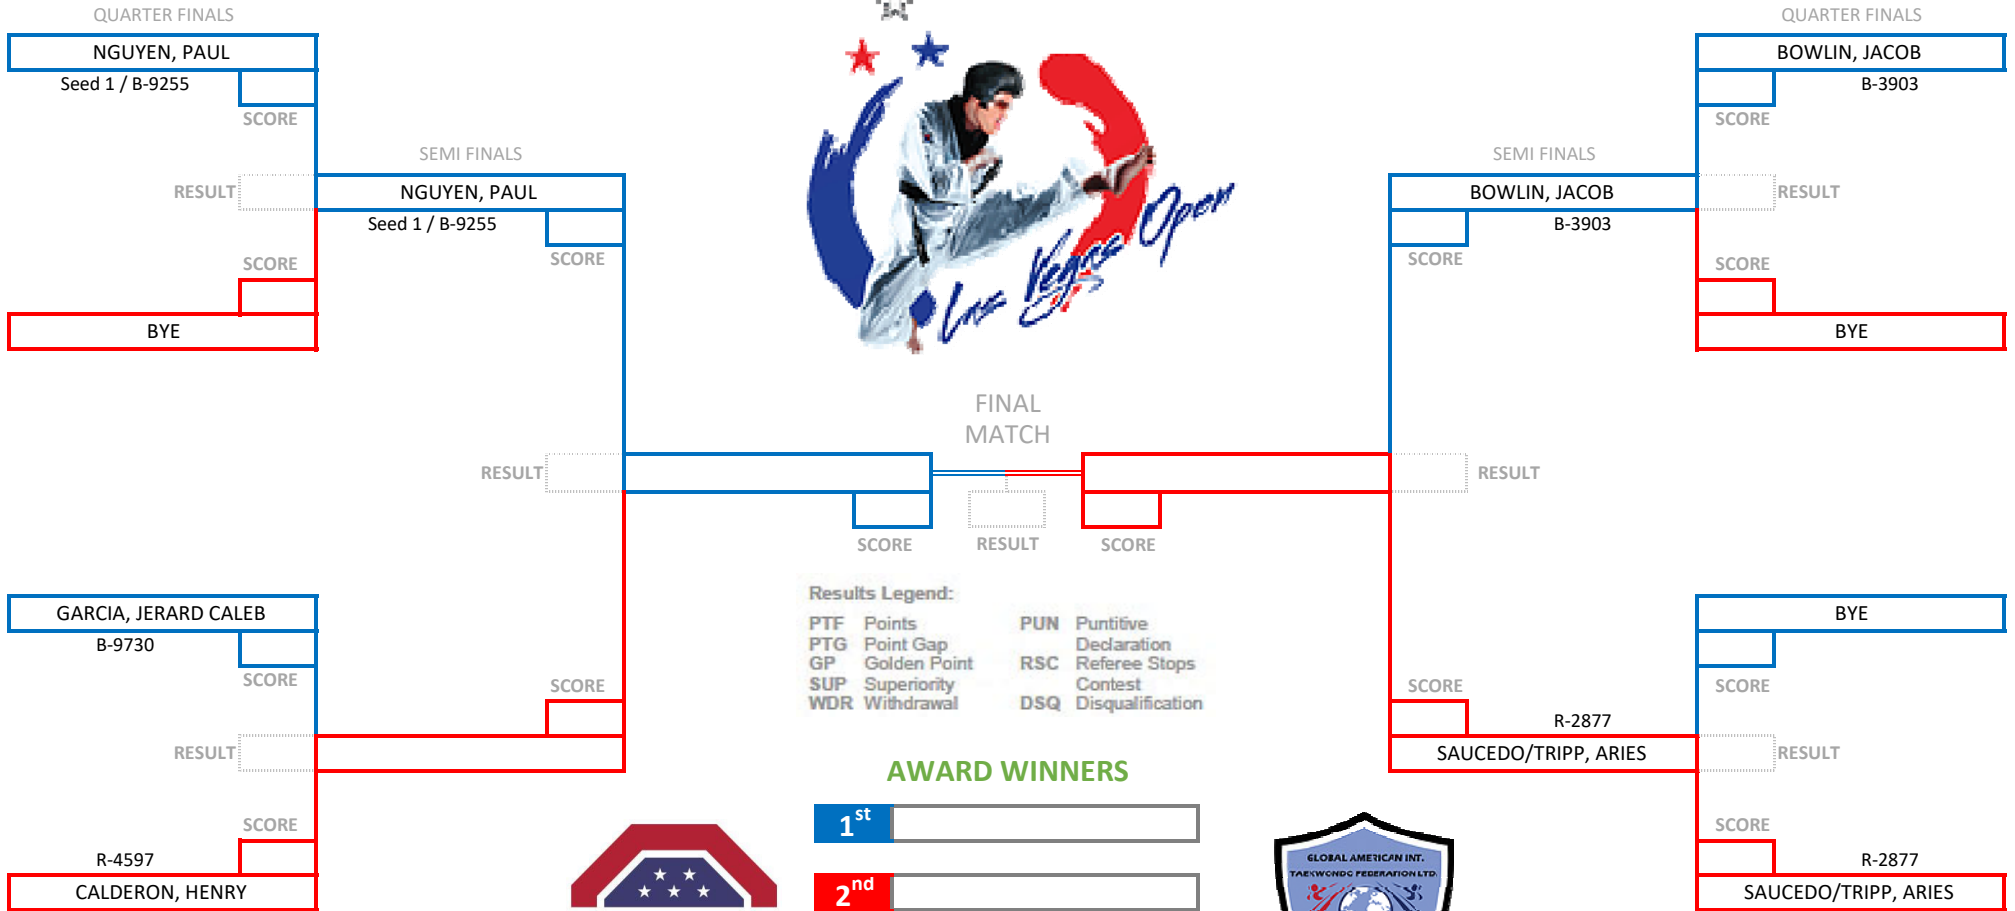 QUARTER FINALS
NGUYEN, PAUL
Seed 1 / B-9255
SCORE
RESULT
SCORE
BYE
SEMI FINALS
NGUYEN, PAUL
Seed 1 / B-9255
SCORE
RESULT
GARCIA, JERARD CALEB
B-9730
SCORE
RESULT
SCORE
R-4597
CALDERON, HENRY
SCORE
Las Vegas Open
FINAL
MATCH
SCORE
RESULT
SCORE
Results Legend:
PTF Points
PTG Point Gap
GP Golden Point
SUP Superiority
WDR Withdrawal
PUN Puntitive
Declaration
RSC Referee Stops
Contest
DSQ Disqualification
AWARD WINNERS
1st
2nd
GLOBAL AMERICAN INT.
TAEKWONDO FEDERATION LTD.
QUARTER FINALS
BOWLIN, JACOB
B-3903
SCORE
RESULT
SCORE
BYE
SEMI FINALS
BOWLIN, JACOB
B-3903
SCORE
RESULT
SCORE
R-2877
SAUCEDO/TRIPP, ARIES
BYE
SCORE
RESULT
SCORE
R-2877
SAUCEDO/TRIPP, ARIES